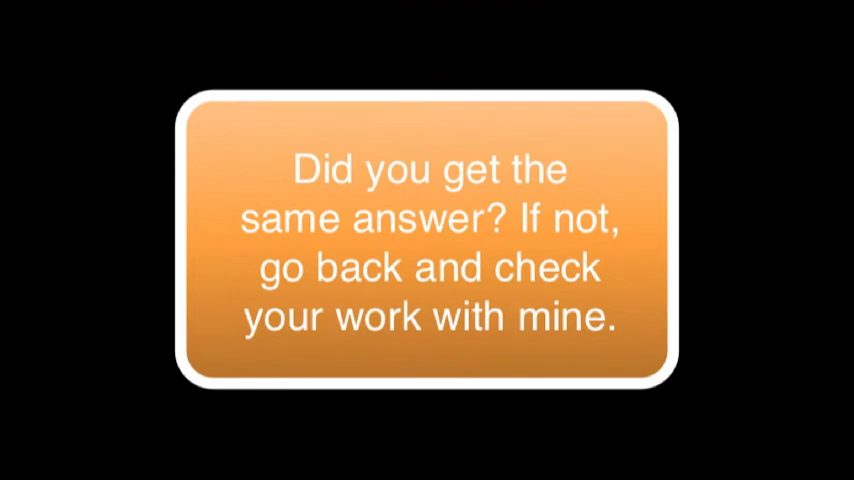 Did you get the
same answer? If not,
go back and check
your work with mine.